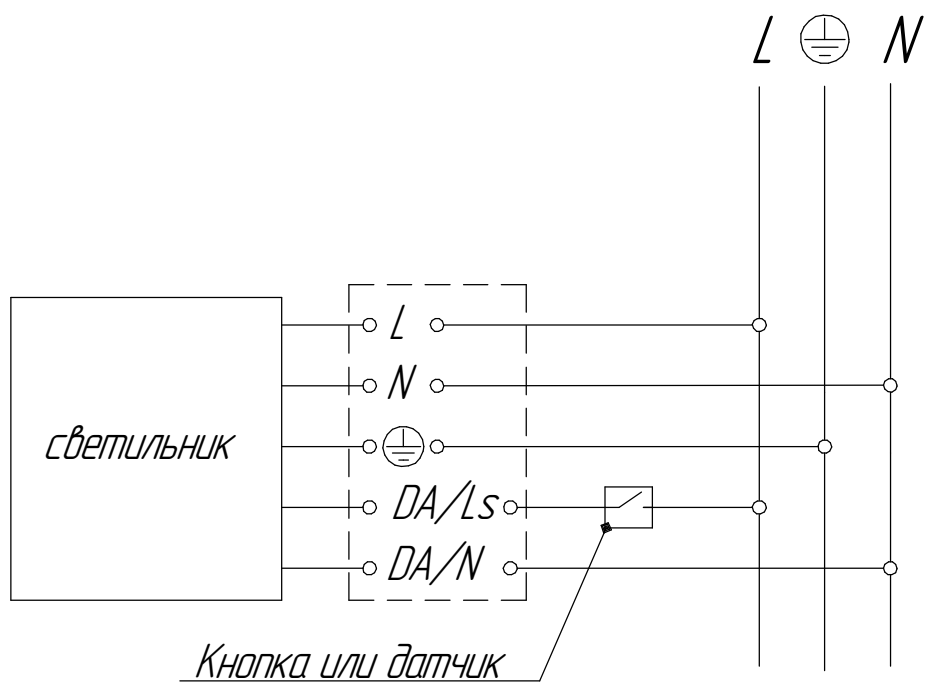 L N
L
N
светильник
DA/Ls
DA/N
Кнопка или датчик